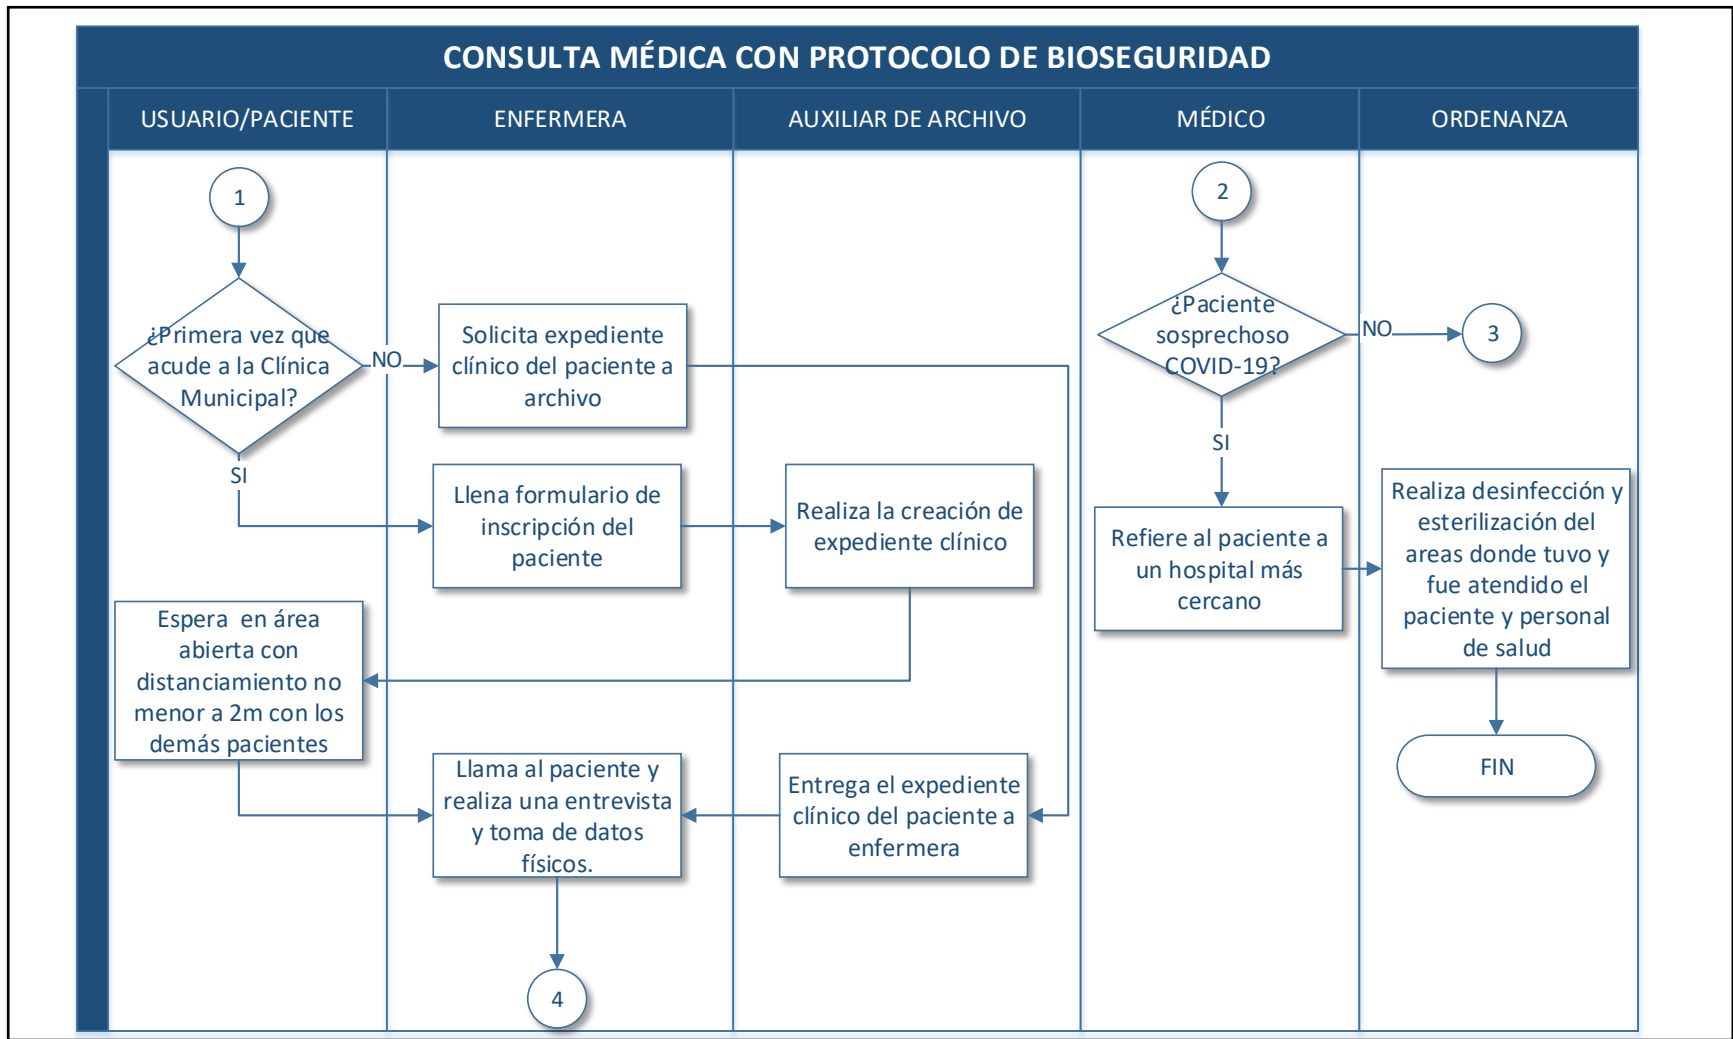 CONSULTA MÉDICA CON PROTOCOLO DE BIOSEGURIDAD
USUARIO/PACIENTE
ENFERMERA
AUXILIAR DE ARCHIVO
MÉDICO
ORDENANZA
1
2
¿Primera vez que
acude a la Clínica
Municipal?
NO
Solicita expediente
clínico del paciente a
archivo
¿Paciente
sosprechoso
COVID-19?
NO
3
SI
SI
Llena formulario de
inscripción del
paciente
Realiza la creación de
expediente clínico
Refiere al paciente a
un hospital más
cercano
Realiza desinfección y
esterilización del
areas donde tuvo y
fue atendido el
paciente y personal
de salud
Espera en área
abierta con
distanciamiento no
menor a 2m con los
demás pacientes
Llama al paciente y
realiza una entrevista
y toma de datos
físicos.
Entrega el expediente
clínico del paciente a
enfermera
FIN
4